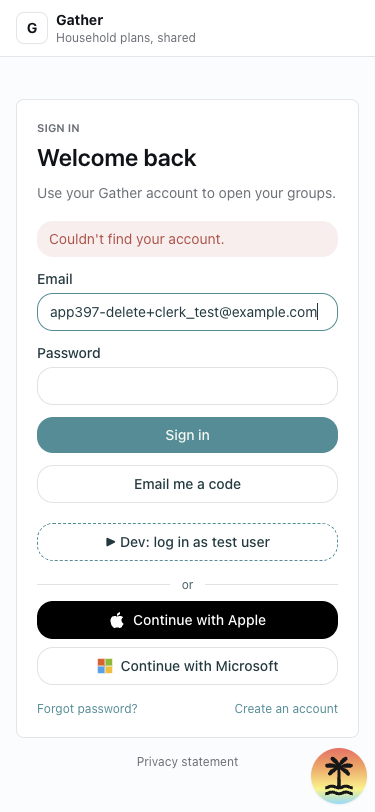 G
Gather
Household plans, shared
SIGN IN
Welcome back
Use your Gather account to open your groups.
Couldn't find your account.
Email
app397-delete+clerk_test@example.com
Password
Sign in
Email me a code
Dev: log in as test user
or
Continue with Apple
Continue with Microsoft
Forgot password?
Create an account
Privacy statement